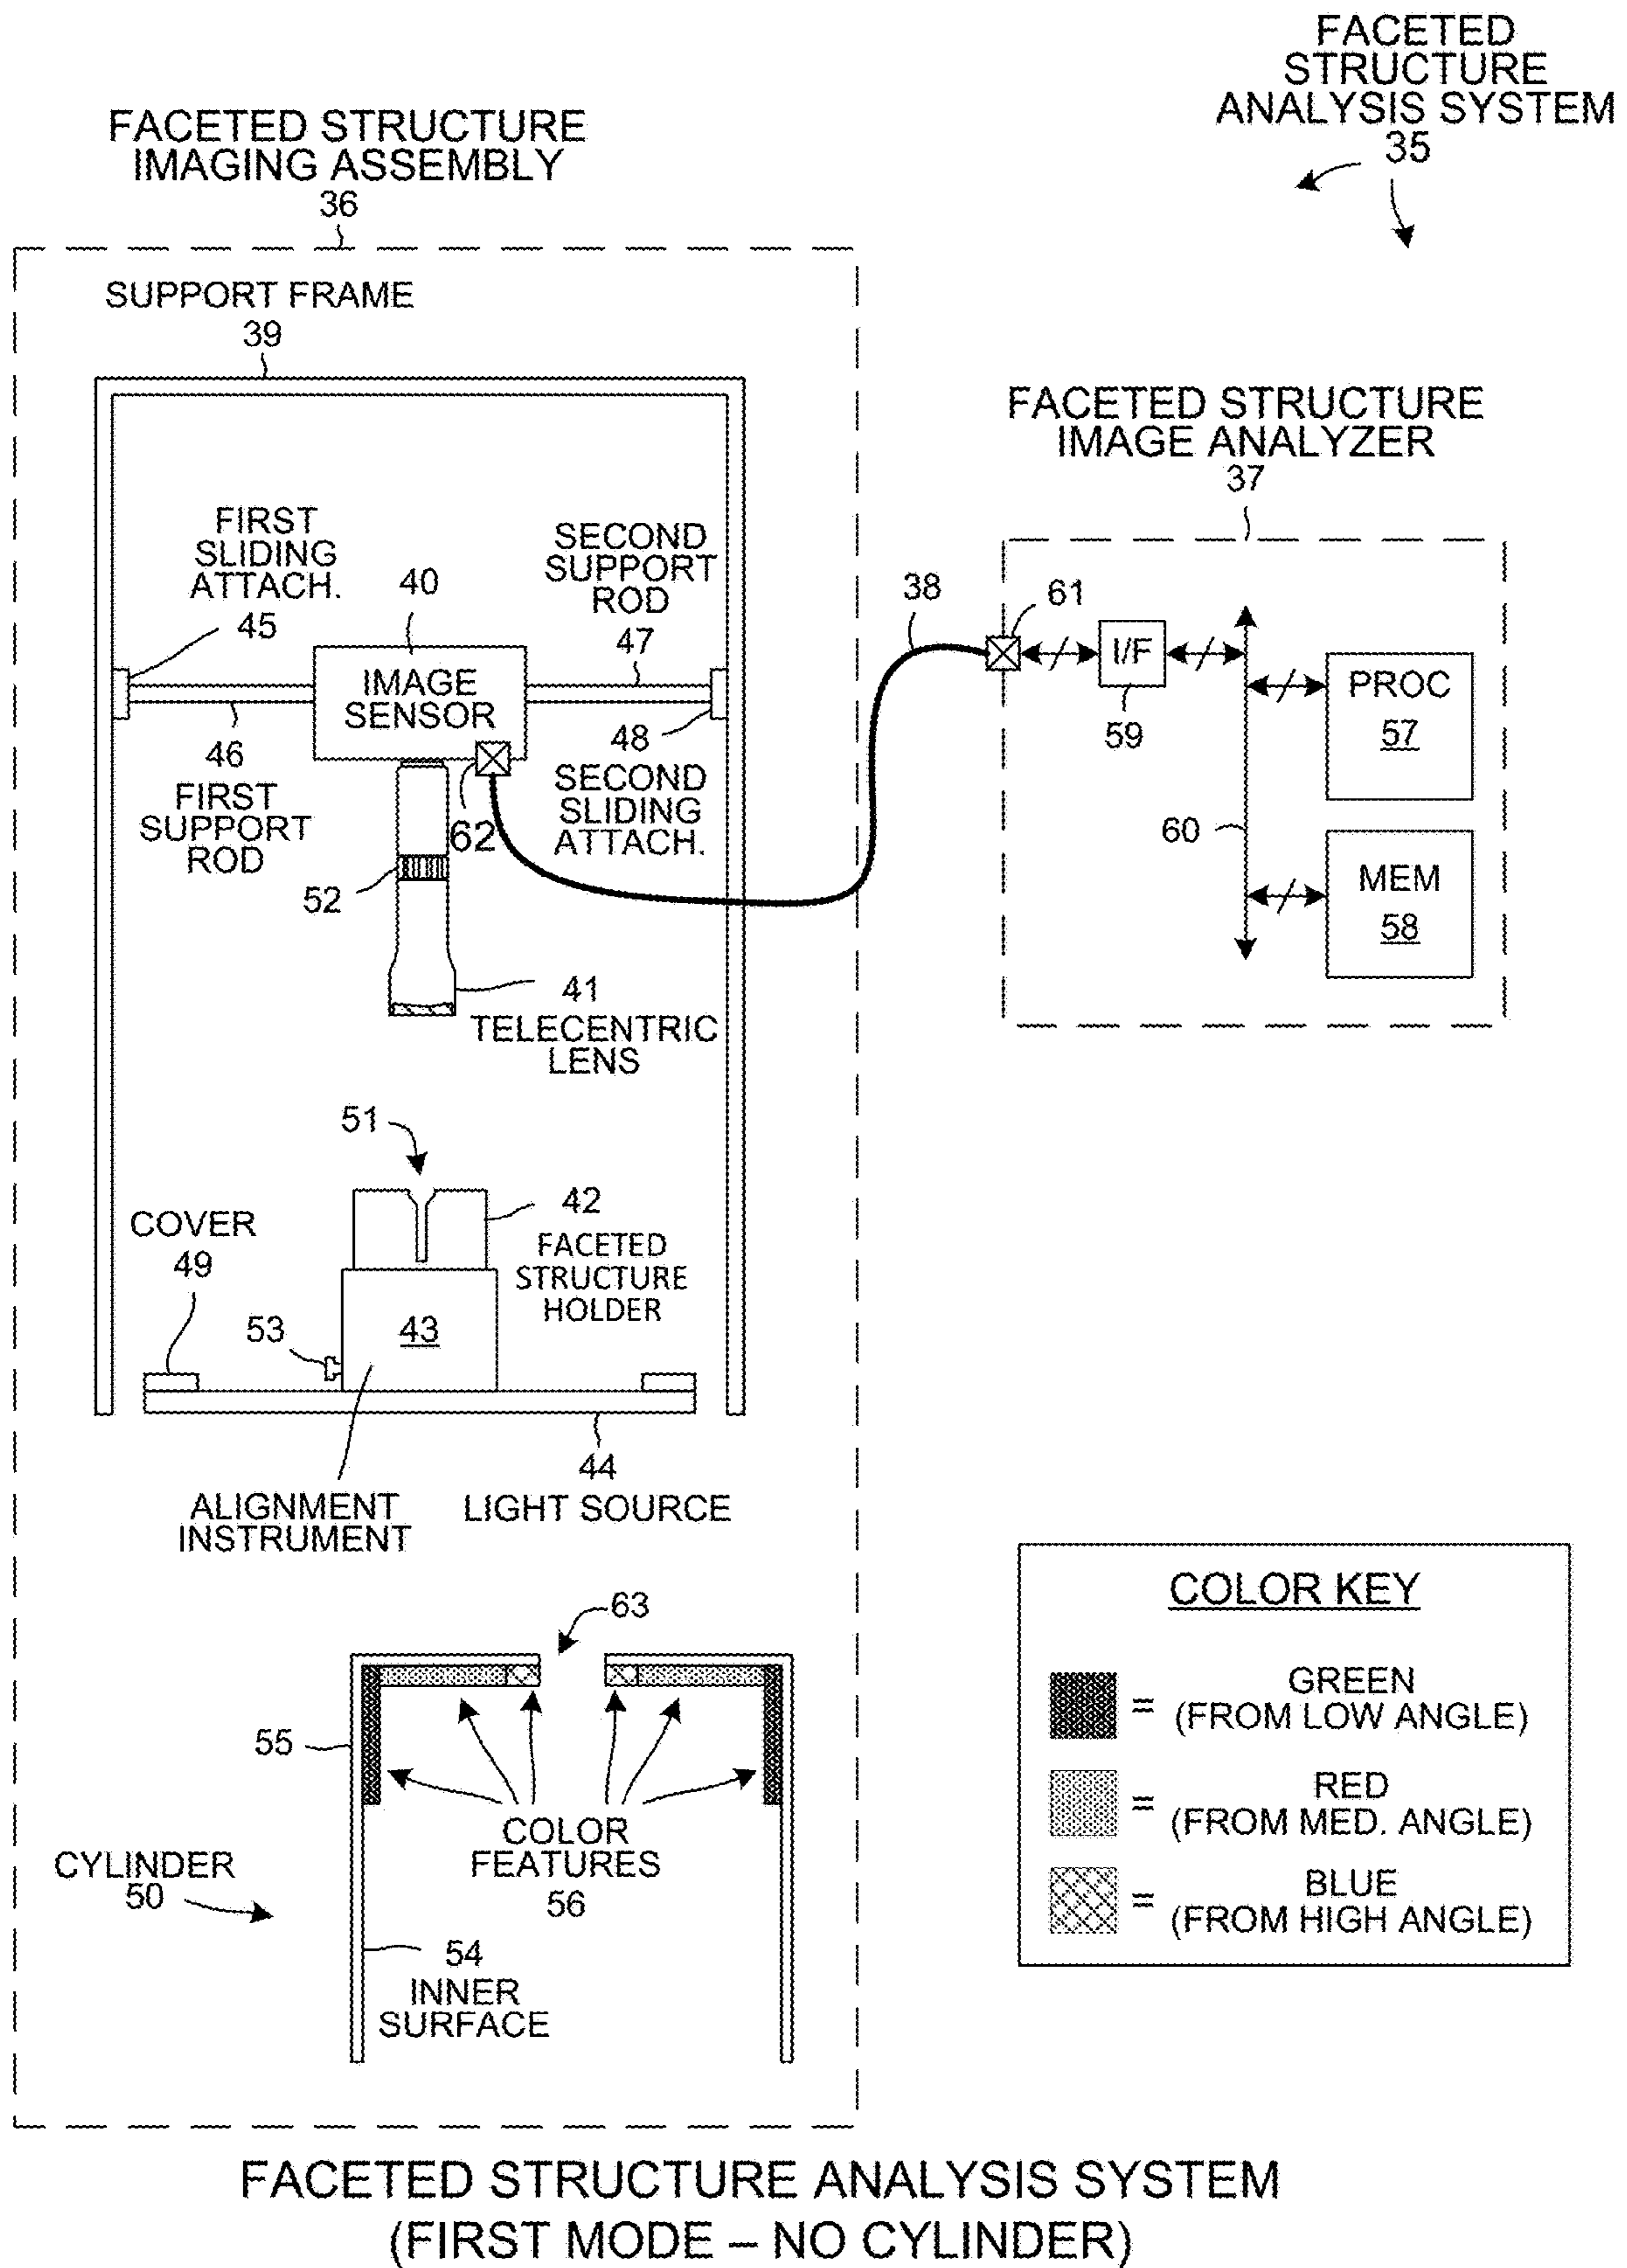 FACETED
STRUCTURE
ANALYSIS SYSTEM
35
FACETED STRUCTURE
IMAGING ASSEMBLY
36
SUPPORT FRAME
39
FIRST
SLIDING
ATTACH.
45
40
SECOND
SUPPORT
ROD
47
IMAGE
SENSOR
46
FIRST
SUPPORT
ROD
48
SECOND
SLIDING
ATTACH.
62
52
41
TELECENTRIC
LENS
38
FACETED STRUCTURE
IMAGE ANALYZER
37
61
I/F
59
PROC
57
60
MEM
58
51
42
FACETED
STRUCTURE
HOLDER
COVER
49
53
43
44
LIGHT SOURCE
ALIGNMENT
INSTRUMENT
63
55
COLOR
FEATURES
56
CYLINDER
50
54
INNER
SURFACE
COLOR KEY
= GREEN
(FROM LOW ANGLE)
= RED
(FROM MED. ANGLE)
= BLUE
(FROM HIGH ANGLE)
FACETED STRUCTURE ANALYSIS SYSTEM
(FIRST MODE – NO CYLINDER)